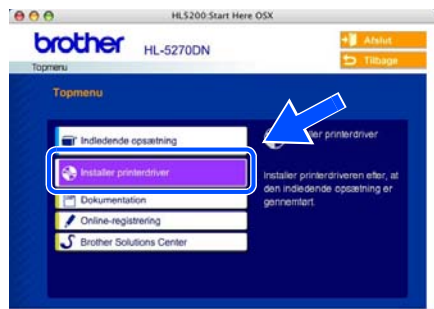 HL5200:Start Here OSX
brother HL-5270DN
Afslut
Tilbage
Topmenu
Topmenu
Indledende opsætning
Installer printerdriver
Dokumentation
Online-registrering
Brother Solutions Center
printerdriver
Installer printerdriveren efter, at
den indledende opsætning er
gennemført.